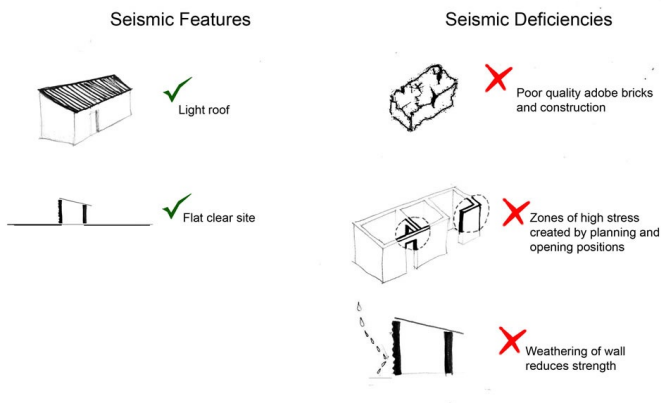 Seismic Features
Seismic Deficiencies
Light roof
Poor quality adobe bricks
and construction
Flat clear site
Zones of high stress
created by planning and
opening positions
Weathering of wall
reduces strength